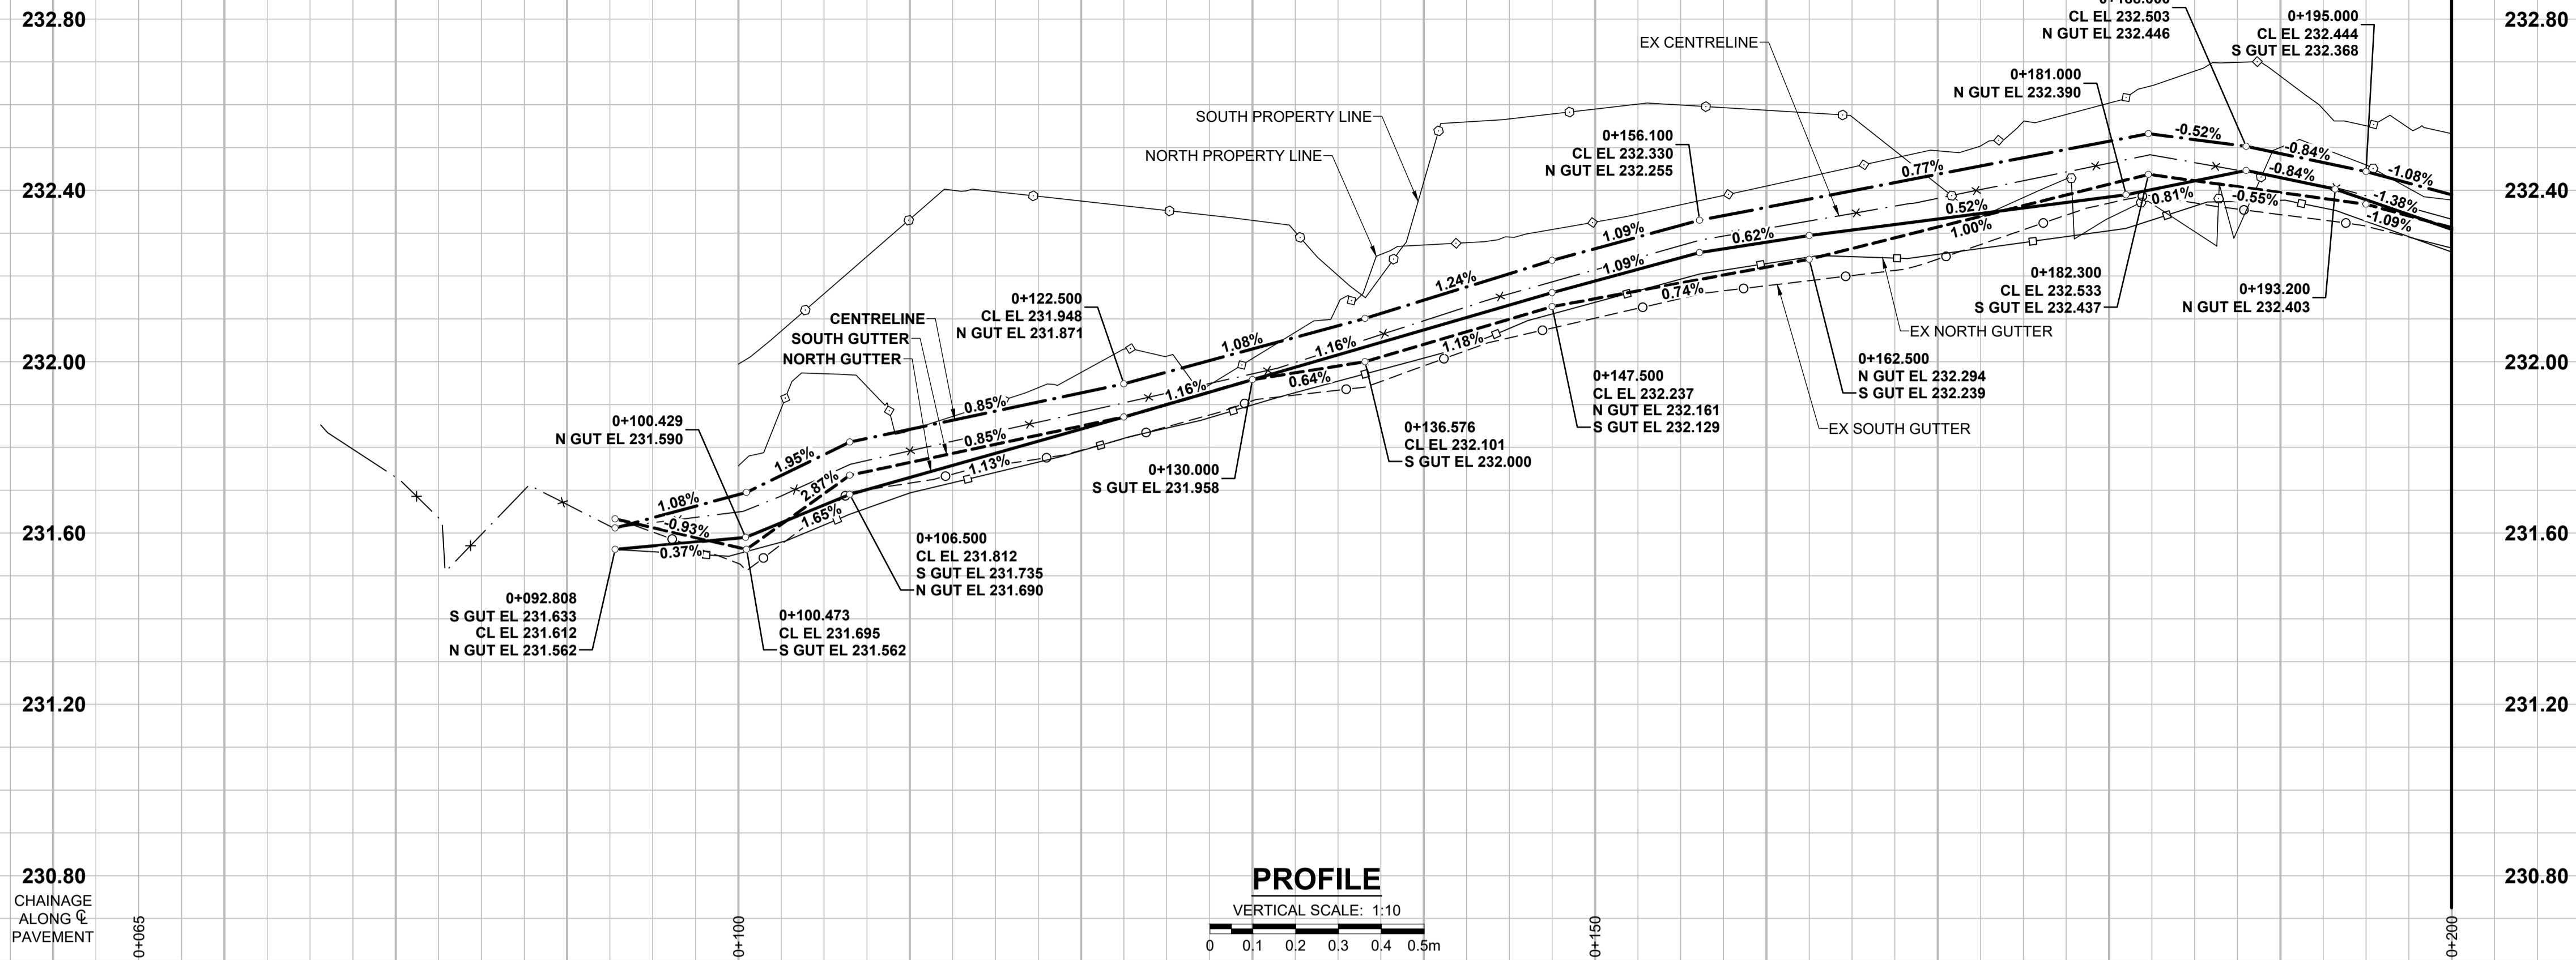 232.80
232.40
232.00
231.60
231.20
230.80
CHAINAGE
ALONG ℄
PAVEMENT
0+065
0+100
0+150
0+200
232.80
232.40
232.00
231.60
231.20
230.80
CL EL 232.503
N GUT EL 232.446
0+195.000
CL EL 232.444
S GUT EL 232.368
EX CENTRELINE
0+181.000
N GUT EL 232.390
SOUTH PROPERTY LINE
NORTH PROPERTY LINE
0+156.100
CL EL 232.330
N GUT EL 232.255
0+122.500
CL EL 231.948
N GUT EL 231.871
CENTRELINE
SOUTH GUTTER
NORTH GUTTER
0+100.429
N GUT EL 231.590
0+092.808
S GUT EL 231.633
CL EL 231.612
N GUT EL 231.562
0+100.473
CL EL 231.695
S GUT EL 231.562
0+106.500
CL EL 231.812
S GUT EL 231.735
N GUT EL 231.690
0+130.000
S GUT EL 231.958
0+136.576
CL EL 232.101
S GUT EL 232.000
0+147.500
CL EL 232.237
N GUT EL 232.161
S GUT EL 232.129
0+162.500
N GUT EL 232.294
S GUT EL 232.239
EX NORTH GUTTER
EX SOUTH GUTTER
0+182.300
CL EL 232.533
S GUT EL 232.437
0+193.200
N GUT EL 232.403
1.08%
1.95%
0.85%
1.08%
1.24%
1.09%
0.77%
-0.52%
-0.84%
-1.08%
-0.93%
0.37%
2.87%
1.65%
0.85%
1.13%
1.16%
1.16%
0.64%
1.18%
1.09%
0.62%
0.74%
0.52%
1.00%
0.81%
-0.84%
-0.55%
-1.38%
-1.09%
PROFILE
VERTICAL SCALE: 1:10
0 0.1 0.2 0.3 0.4 0.5m